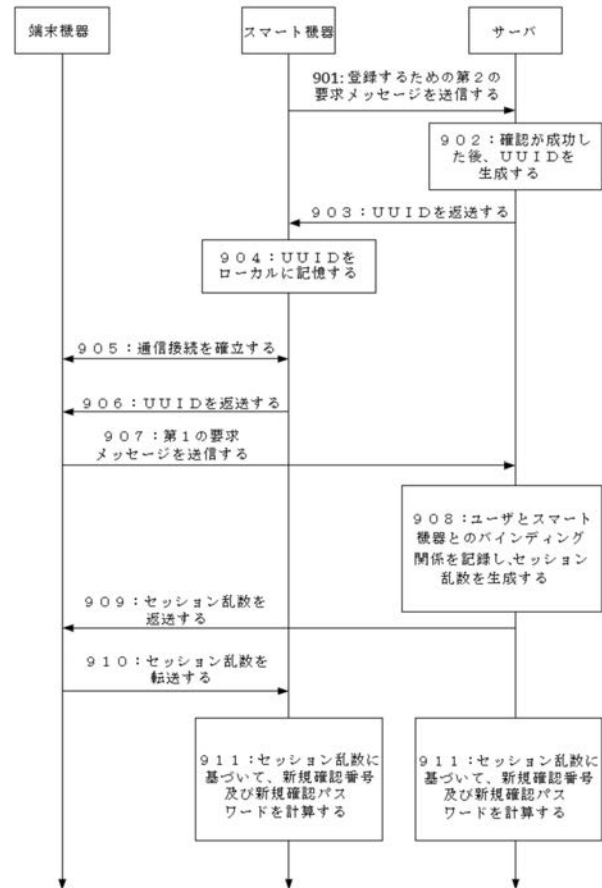 端末機器
スマート機器
サーバ
901:登録するための第２の
要求メッセージを送信する
９０２：確認が成功し
た後、ＵＵＩＤを
生成する
９０３：ＵＵＩＤを返送する
９０４：ＵＵＩＤを
ローカルに記憶する
９０５：通信接続を確立する
９０６：ＵＵＩＤを返送する
９０７：第１の要求
メッセージを送信する
９０８：ユーザとスマート
機器とのバインディング
関係を記録し、セッション
乱数を生成する
９０９：セッション乱数を
返送する
９１０：セッション乱数を
転送する
９１１：セッション乱数に
基づいて、新規確認番号
及び新規確認パス
ワードを計算する
９１１：セッション乱数に
基づいて、新規確認番号
及び新規確認パス
ワードを計算する